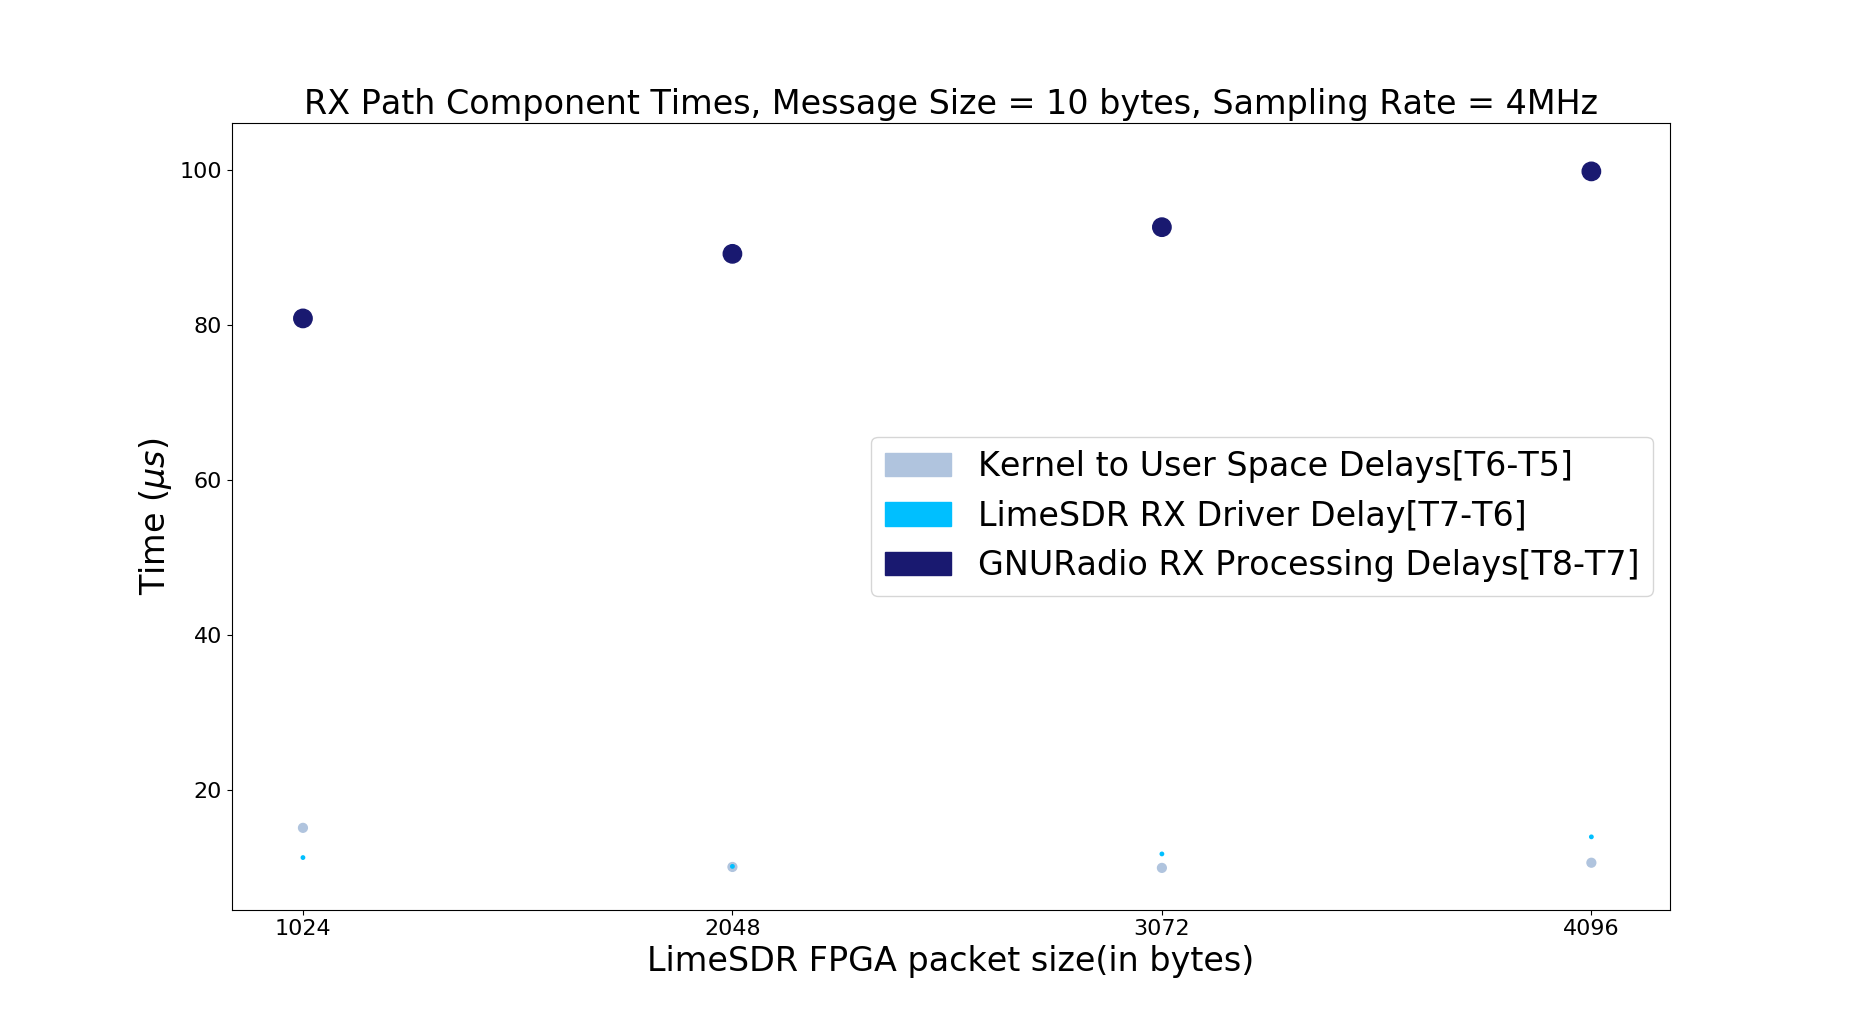 RX Path Component Times, Message Size = 10 bytes, Sampling Rate = 4MHz
100
80
60
40
20
Time (μs)
Kernel to User Space Delays[T6-T5]
LimeSDR RX Driver Delay[T7-T6]
GNURadio RX Processing Delays[T8-T7]
1024 2048 3072 4096
LimeSDR FPGA packet size(in bytes)